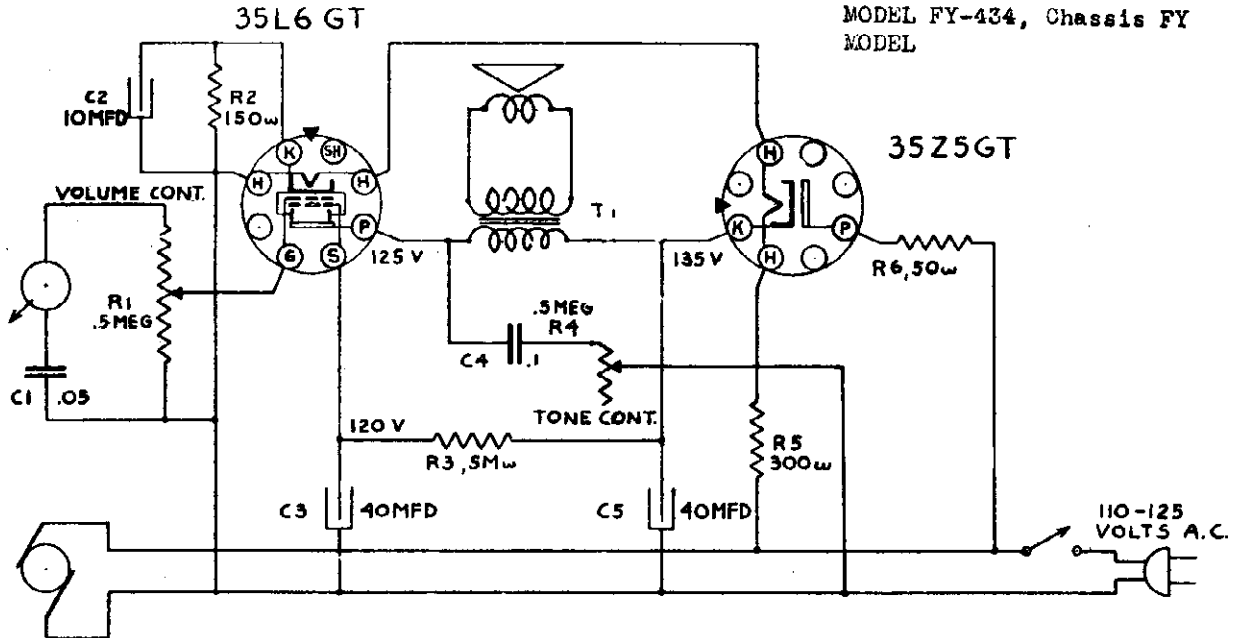 35L6 GT
MODEL FY-434, Chassis FY
MODEL
C2
10MFD
R2
150ω
K
SH
H
H
P
G
S
VOLUME CONT.
R1
.5MEG
C1 .05
T1
125 V
135 V
35Z5GT
H
K
P
H
R6,50ω
.5MEG
R4
C4 .1
TONE CONT.
120 V
R3,5Mω
R5
300ω
C3 40MFD
C5 40MFD
110-125
VOLTS A.C.